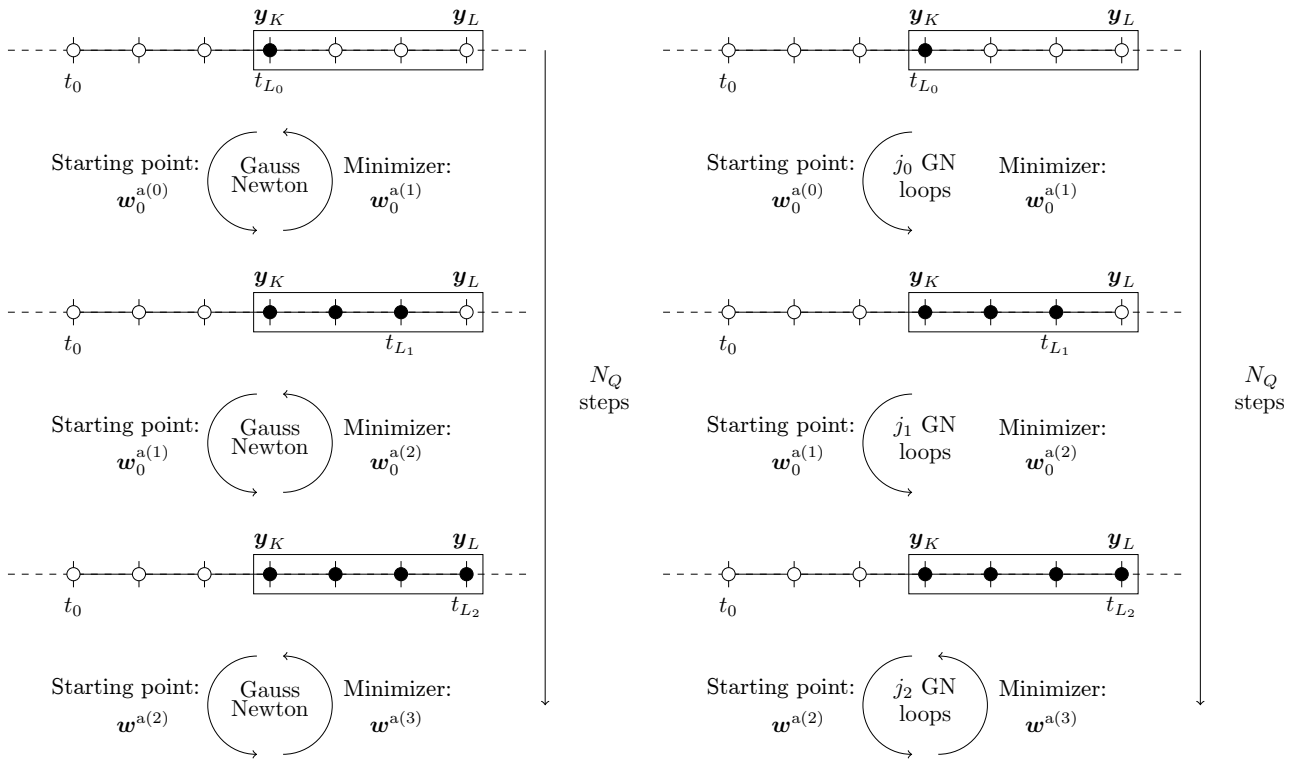 y_K y_L
t_0 t_{L_0}
Starting point: Gauss Minimizer:
w_0^{a(0)} Newton w_0^{a(1)}
y_K y_L
t_0 t_{L_1}
N_Q
steps
Starting point: Gauss Minimizer:
w_0^{a(1)} Newton w_0^{a(2)}
y_K y_L
t_0 t_{L_2}
Starting point: Gauss Minimizer:
w^{a(2)} Newton w^{a(3)}
y_K y_L
t_0 t_{L_0}
Starting point: j_0 GN Minimizer:
w_0^{a(0)} loops w_0^{a(1)}
y_K y_L
t_0 t_{L_1}
N_Q
steps
Starting point: j_1 GN Minimizer:
w_0^{a(1)} loops w_0^{a(2)}
y_K y_L
t_0 t_{L_2}
Starting point: j_2 GN Minimizer:
w^{a(2)} loops w^{a(3)}